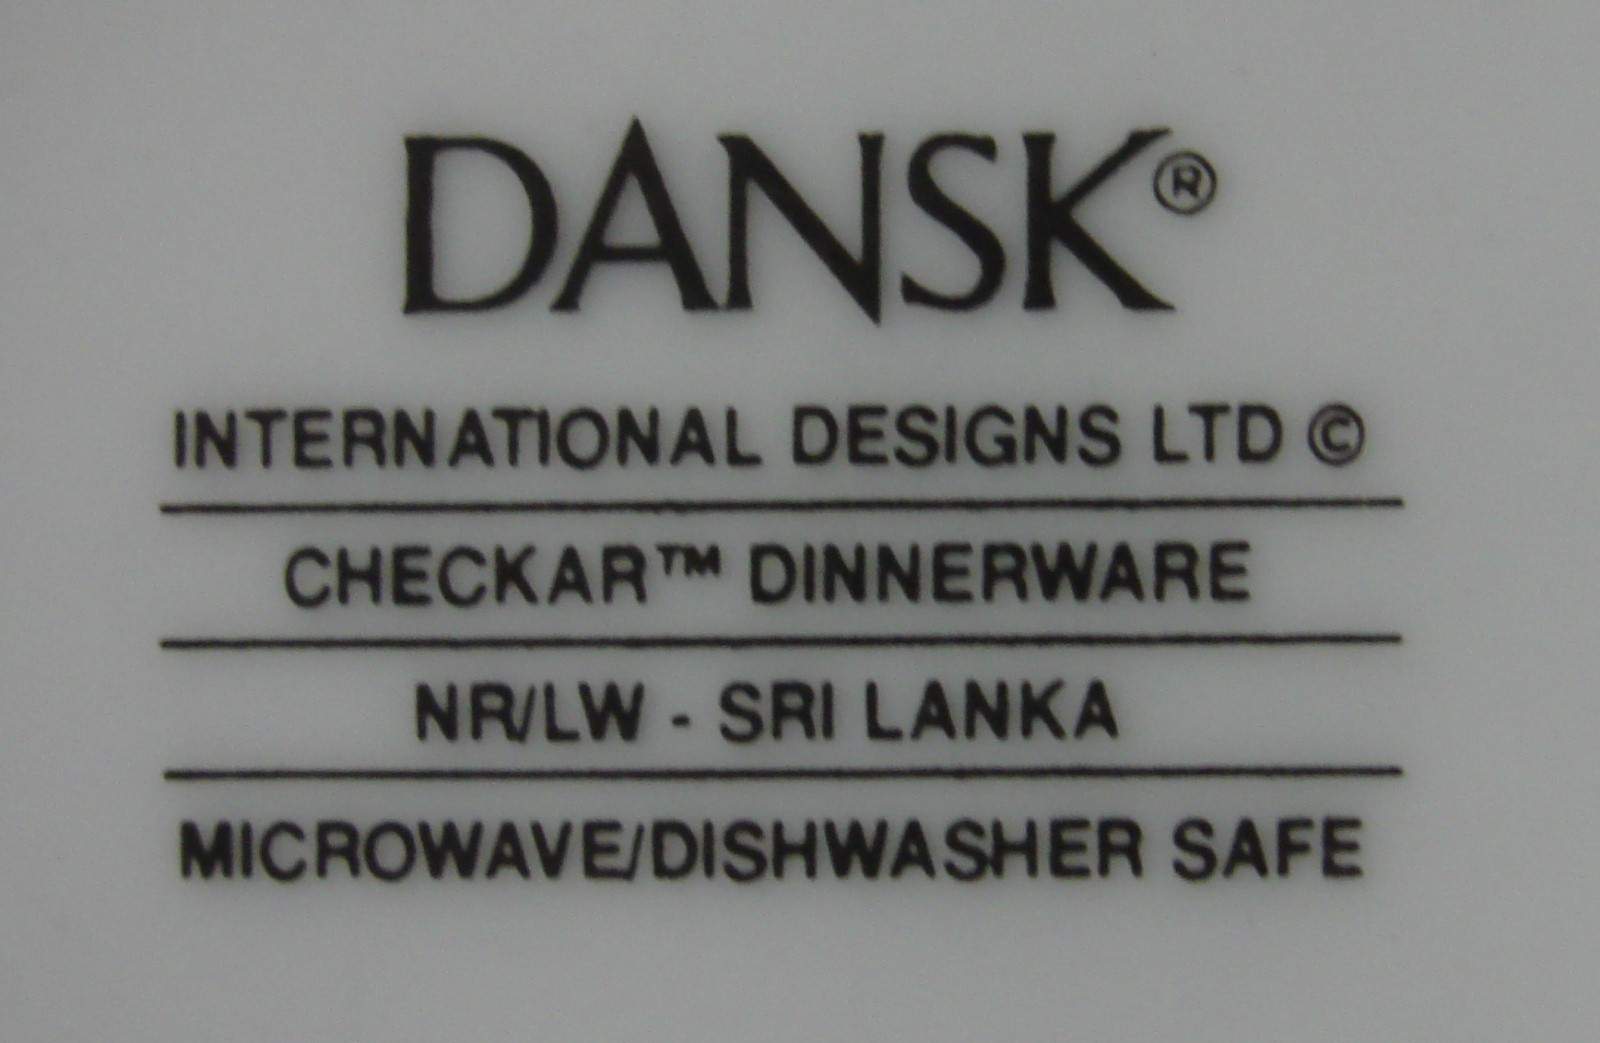 DANSK®
INTERNATIONAL DESIGNS LTD ©
CHECKAR™ DINNERWARE
NR/LW - SRI LANKA
MICROWAVE/DISHWASHER SAFE